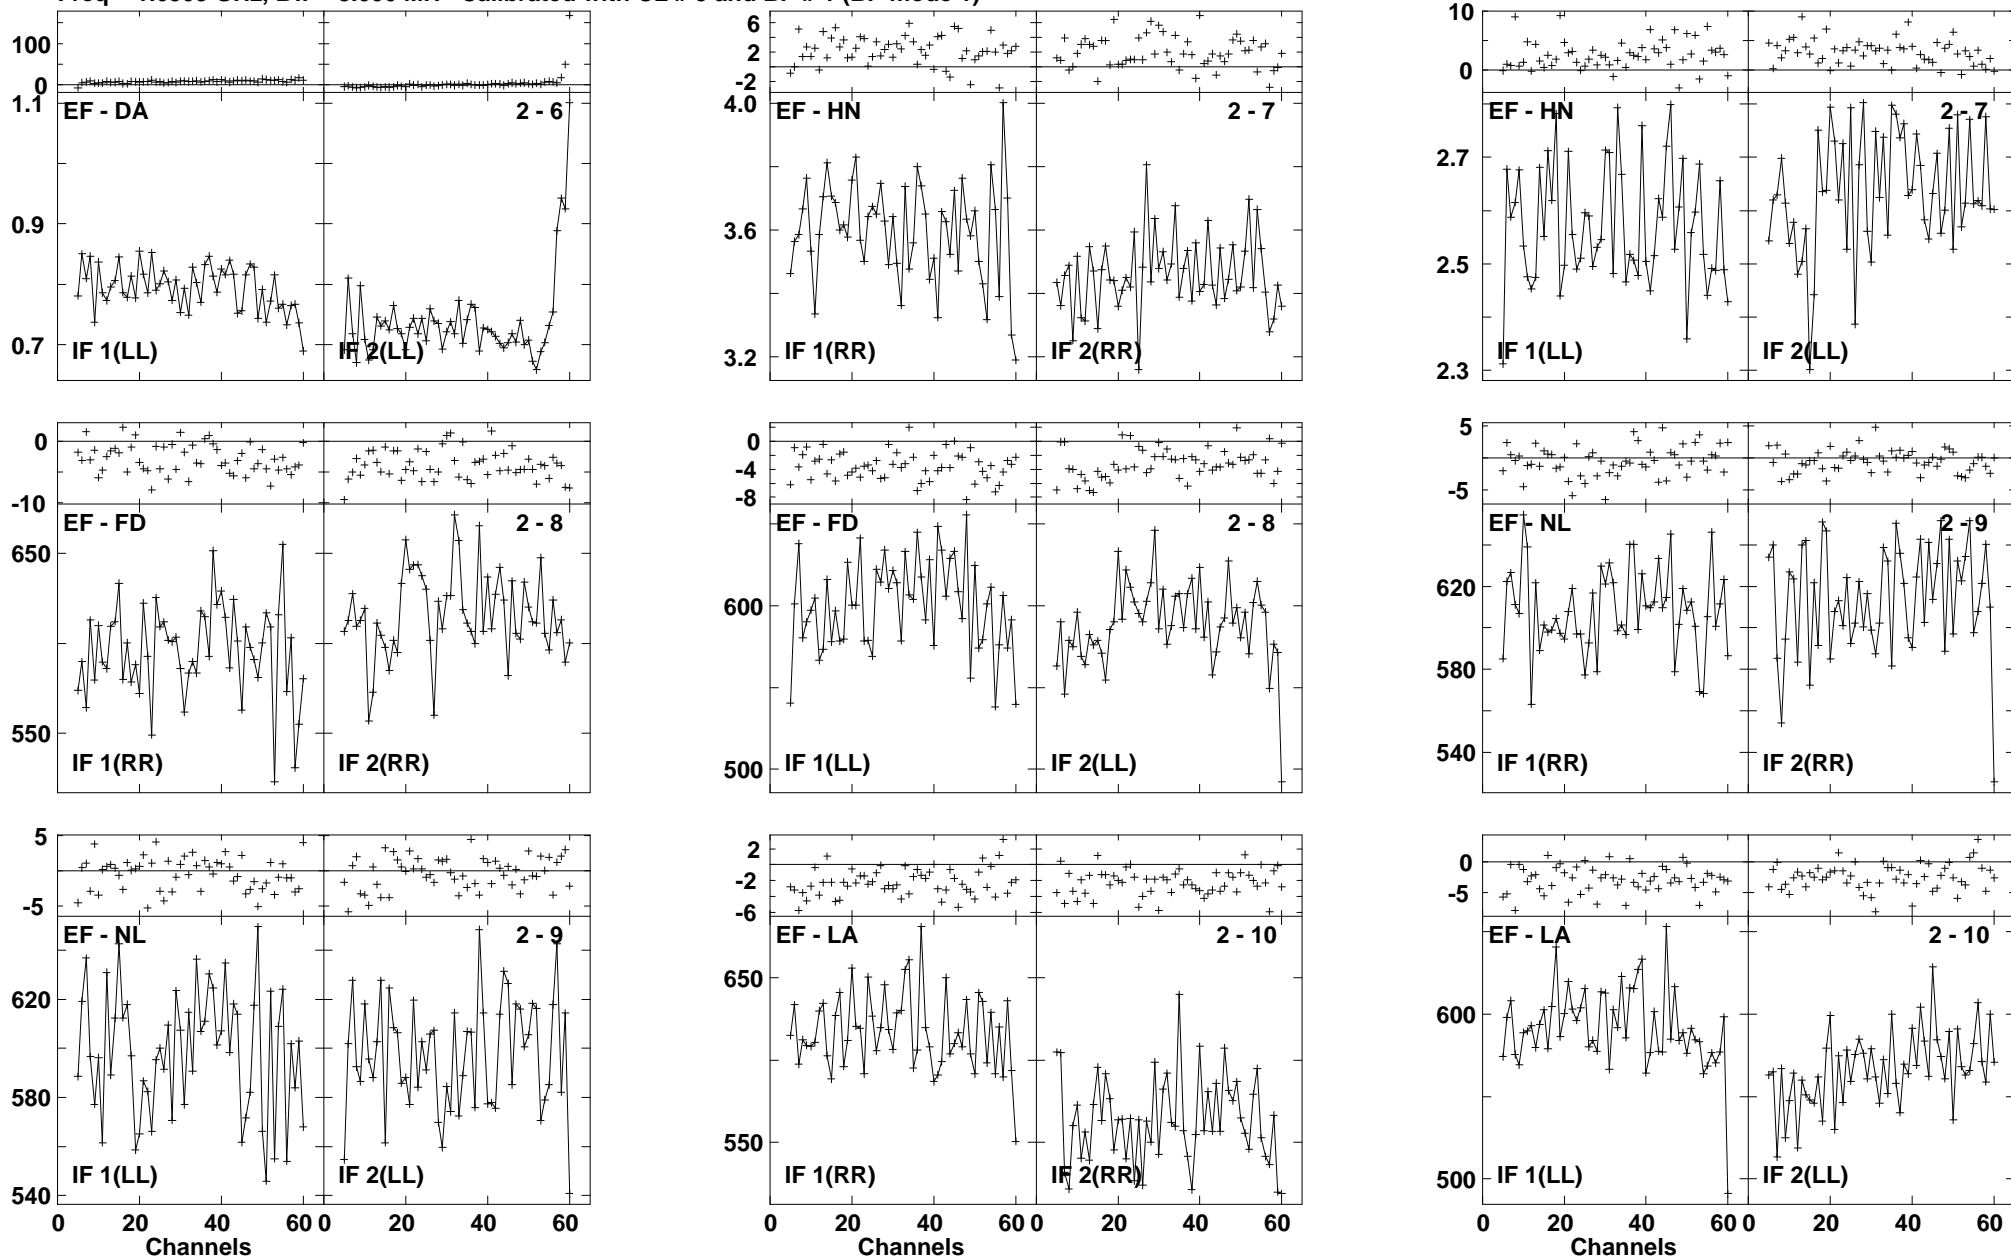 100
0
1.1
0.9
0.7
EF - DA
2 - 6
IF 1(LL)
IF 2(LL)
6
2
-2
4.0
3.6
3.2
EF - HN
2 - 7
IF 1(RR)
IF 2(RR)
10
0
2.7
2.5
2.3
EF - HN
2 - 7
IF 1(LL)
IF 2(LL)
0
-10
650
550
EF - FD
2 - 8
IF 1(RR)
IF 2(RR)
0
-4
-8
600
500
EF - FD
2 - 8
IF 1(LL)
IF 2(LL)
5
0
-5
620
580
540
EF - NL
2 - 9
IF 1(RR)
IF 2(RR)
5
-5
620
580
540
EF - NL
2 - 9
IF 1(LL)
IF 2(LL)
0 20 40 60 0 20 40 60
Channels
2
-2
-6
650
550
EF - LA
2 - 10
IF 1(RR)
IF 2(RR)
0 20 40 60 0 20 40 60
Channels
0
-5
600
500
EF - LA
2 - 10
IF 1(LL)
IF 2(LL)
0 20 40 60 0 20 40 60
Channels